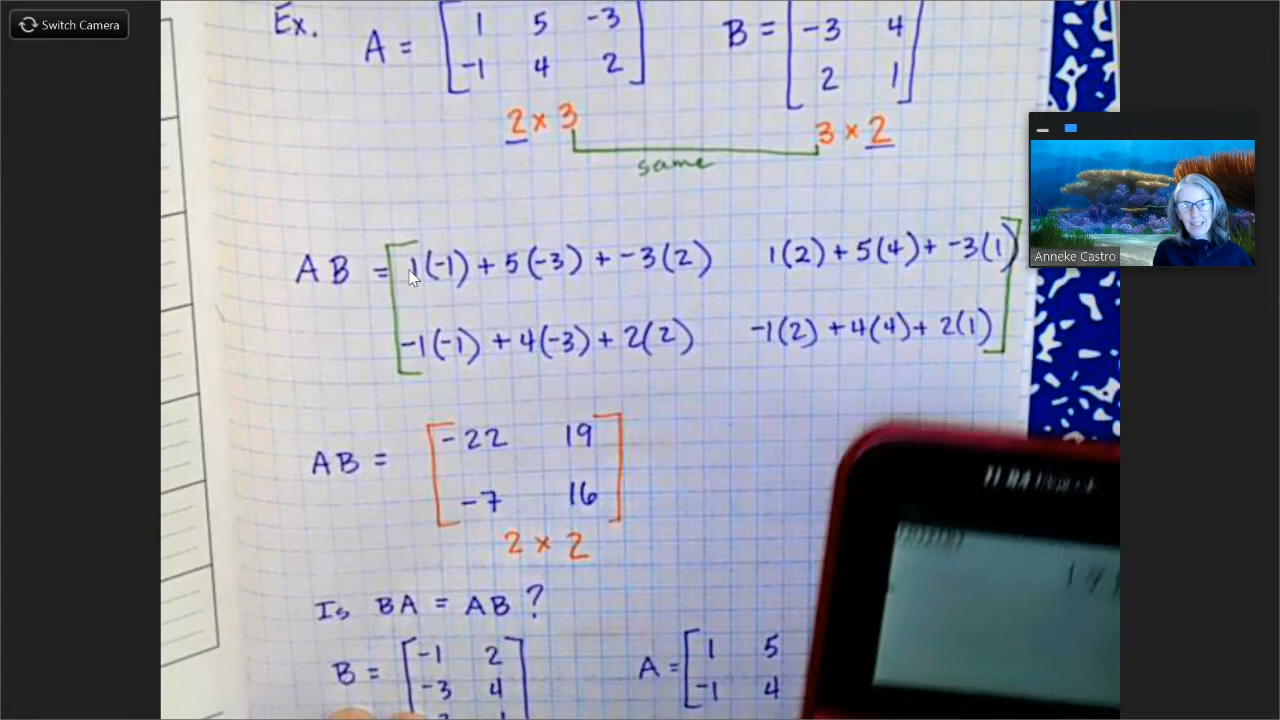 Switch Camera
Ex. A = [ 1 5 -3 B = [ -3 4
-1 4 2 ] 2 1 ]
2 × 3 3 × 2
same
Anneke Castro
AB = [ 1(-1) + 5(-3) + -3(2) 1(2) + 5(4) + -3(1)
-1(-1) + 4(-3) + 2(2) -1(2) + 4(4) + 2(1) ]
AB = [ -22 19
-7 16 ]
2 × 2
Is BA = AB ?
B = [ -1 2 A = [ 1 5
-3 4 -1 4